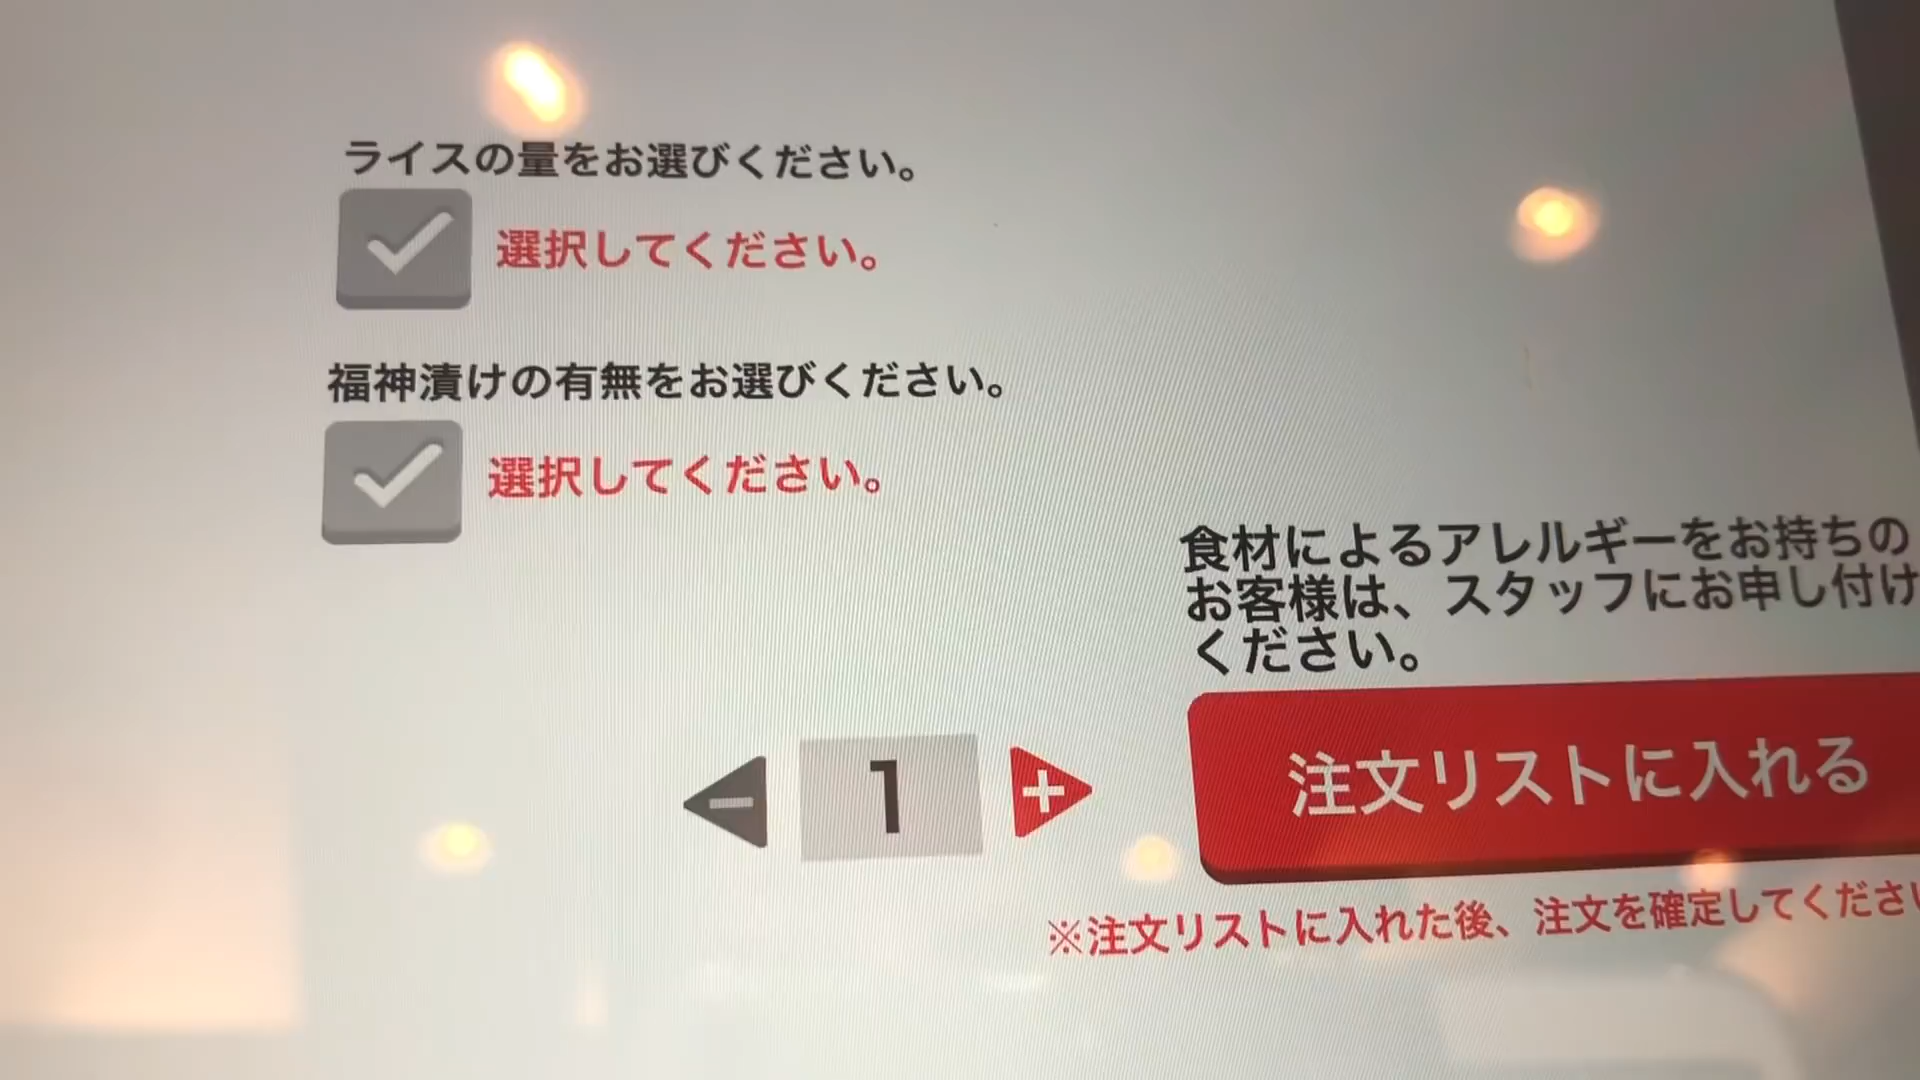 ライスの量をお選びください。
選択してください。
福神漬けの有無をお選びください。
選択してください。
食材によるアレルギーをお持ちの
お客様は、スタッフにお申し付け
ください。
1
注文リストに入れる
※注文リストに入れた後、注文を確定してください